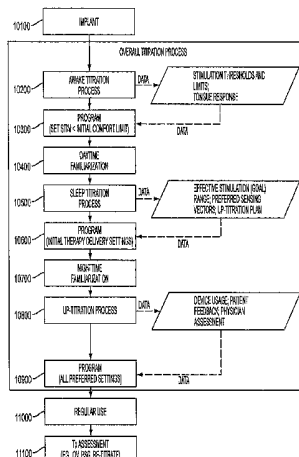 10100
IMPLANT
OVERALL TITRATION PROCESS
10200
AWAKE TITRATION
PROCESS
DATA
STIMULATION THRESHOLDS AND
LIMITS;
TONGUE RESPONSE
10300
PROGRAM
(SET STIM < INITIAL COMFORT LIMIT)
DATA
10400
DAYTIME
FAMILIARIZATION
10500
SLEEP TITRATION
PROCESS
DATA
EFFECTIVE STIMULATION (GOAL)
RANGE; PREFERRED SENSING
VECTORS; UP-TITRATION PLAN
10600
PROGRAM
(INITIAL THERAPY DELIVERY SETTINGS)
DATA
10700
NIGHTTIME
FAMILIARIZATION
10800
UP-TITRATION PROCESS
DATA
DEVICE USAGE; PATIENT
FEEDBACK; PHYSICIAN
ASSESSMENT
10900
PROGRAM
(ALL PREFERRED SETTINGS)
DATA
11000
REGULAR USE
11100
ASSESSMENT